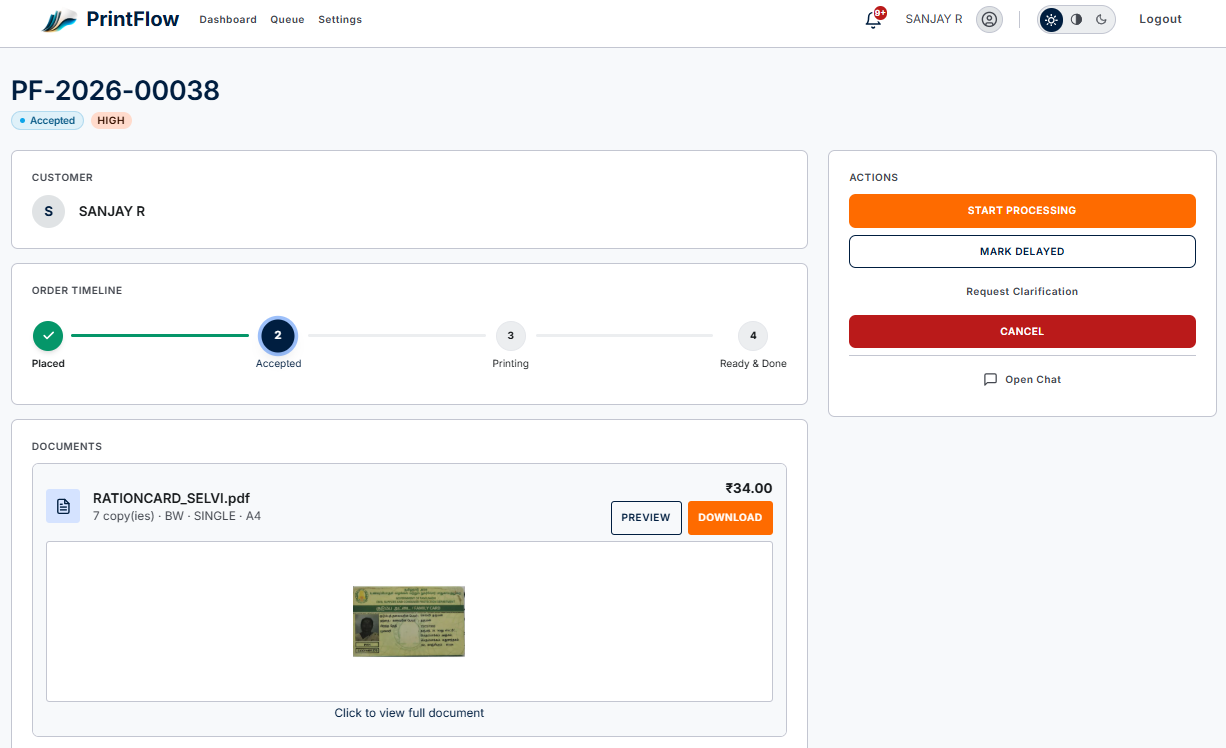 PrintFlow
Dashboard Queue Settings
9+
SANJAY R
Logout
PF-2026-00038
Accepted HIGH
CUSTOMER
S SANJAY R
ORDER TIMELINE
2 3 4
Placed Accepted Printing Ready & Done
DOCUMENTS
RATIONCARD_SELVI.pdf
7 copy(ies) · BW · SINGLE · A4
₹34.00
PREVIEW DOWNLOAD
Click to view full document
ACTIONS
START PROCESSING
MARK DELAYED
Request Clarification
CANCEL
Open Chat